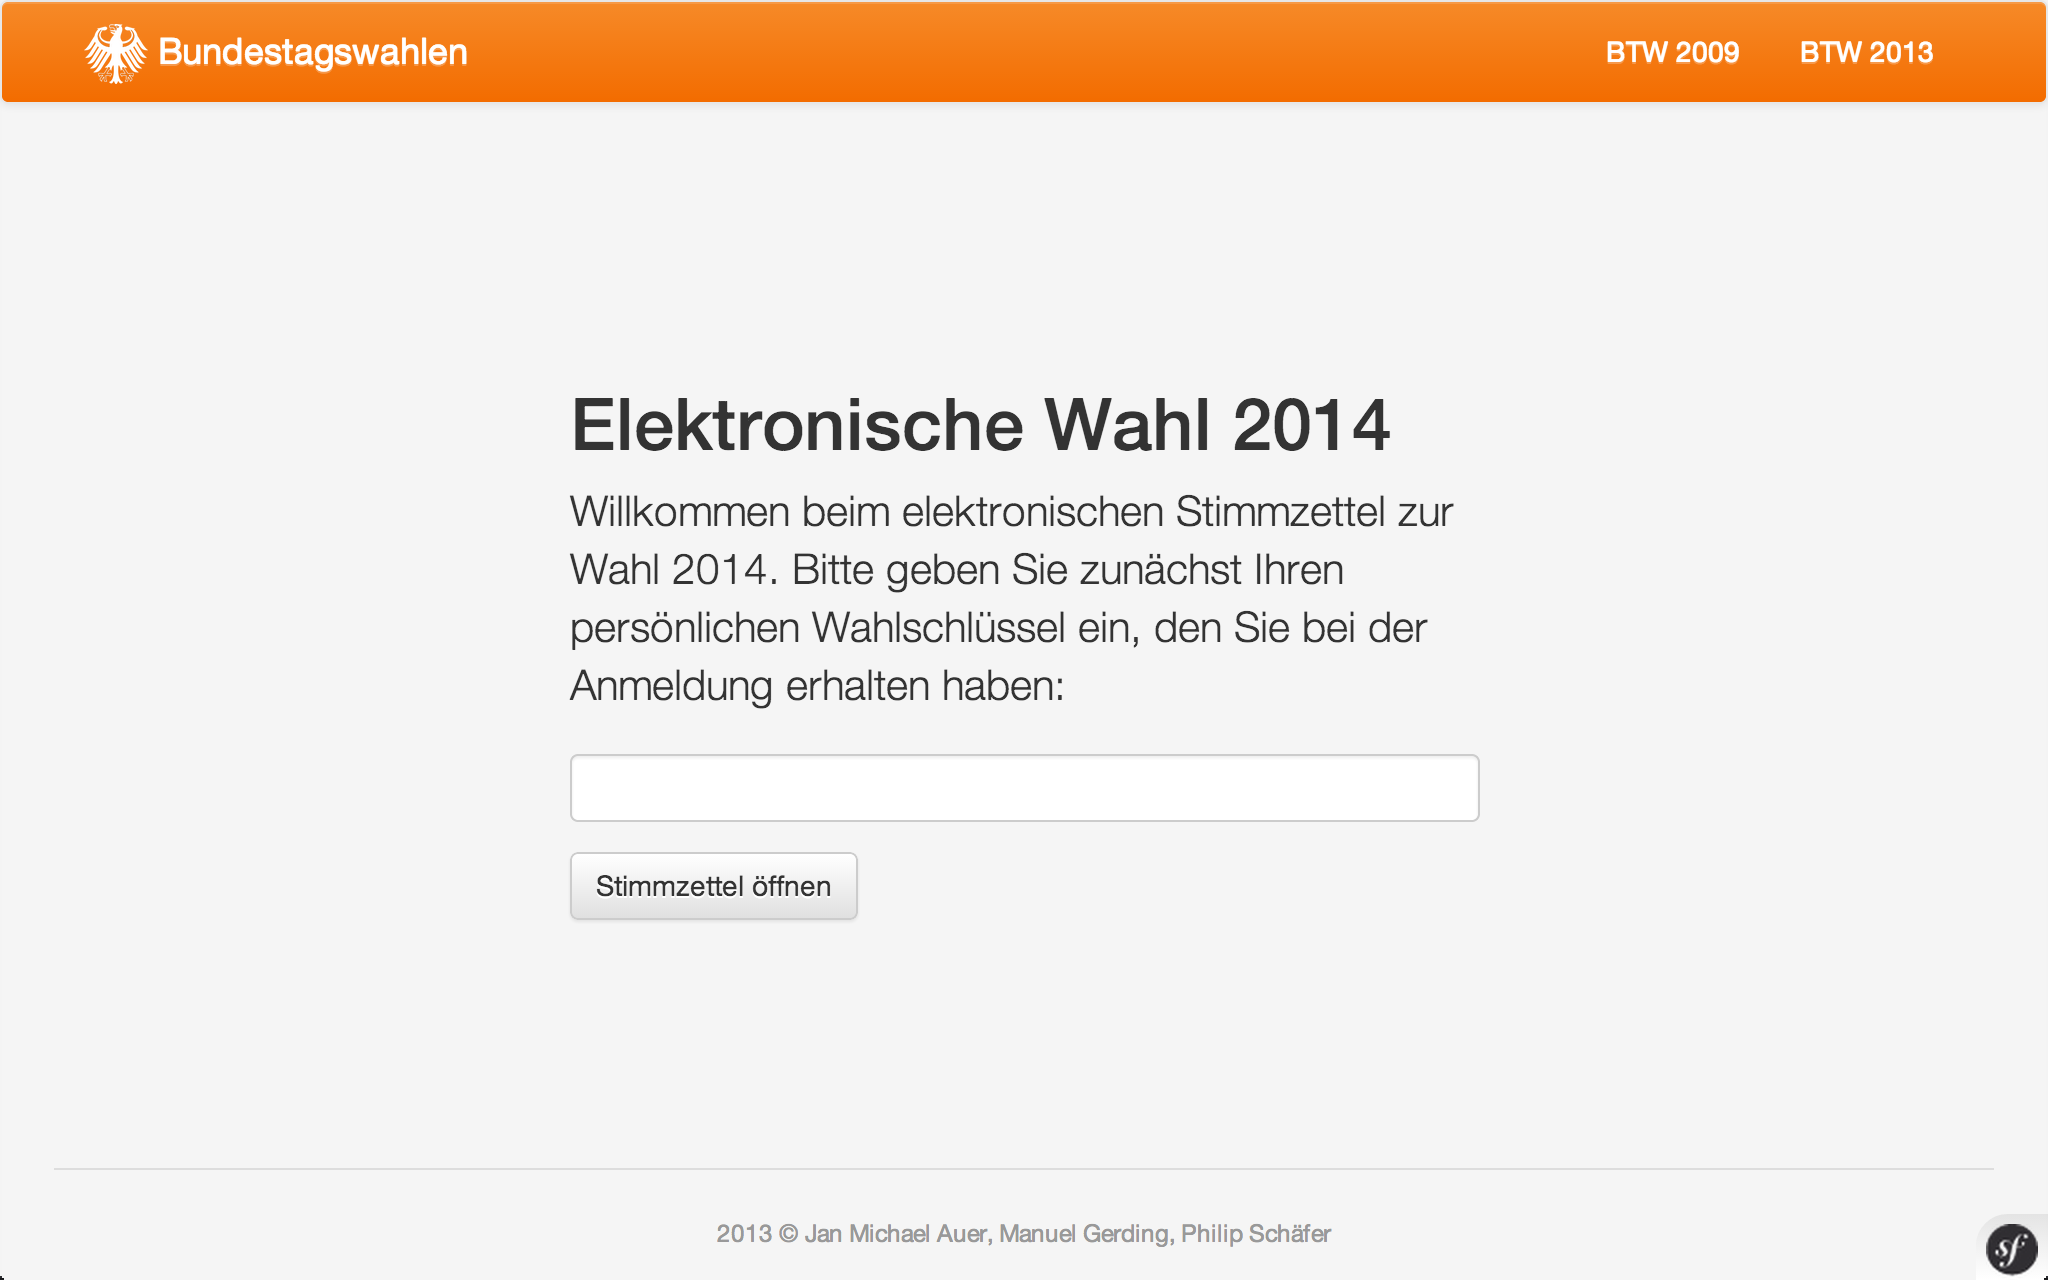 Bundestagswahlen
BTW 2009
BTW 2013
Elektronische Wahl 2014
Willkommen beim elektronischen Stimmzettel zur
Wahl 2014. Bitte geben Sie zunächst Ihren
persönlichen Wahlschlüssel ein, den Sie bei der
Anmeldung erhalten haben:
Stimmzettel öffnen
2013 © Jan Michael Auer, Manuel Gerding, Philip Schäfer
sf